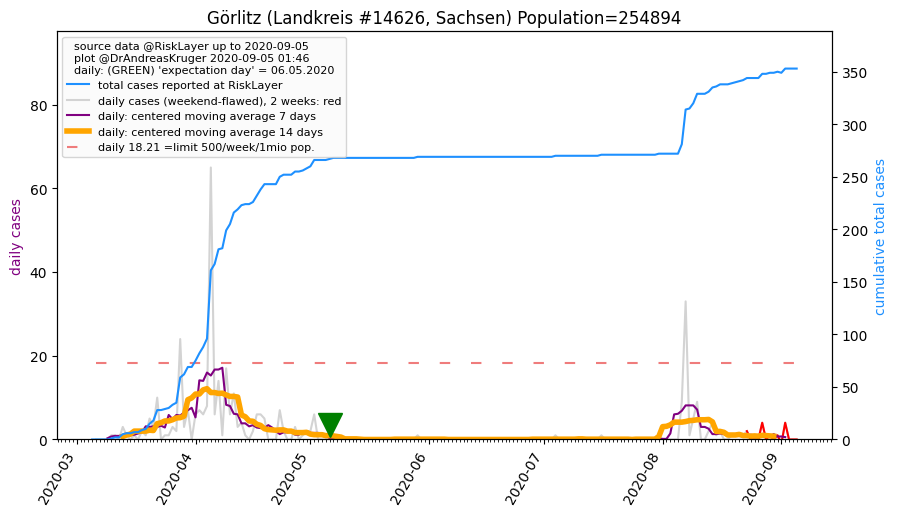 Görlitz (Landkreis #14626, Sachsen) Population=254894
source data @RiskLayer up to 2020-09-05
plot @DrAndreasKruger 2020-09-05 01:46
daily: (GREEN) 'expectation day' = 06.05.2020
total cases reported at RiskLayer
daily cases (weekend-flawed), 2 weeks: red
daily: centered moving average 7 days
daily: centered moving average 14 days
daily 18.21 =limit 500/week/1mio pop.
daily cases
80
60
40
20
0
cumulative total cases
350
300
250
200
150
100
50
0
2020-03
2020-04
2020-05
2020-06
2020-07
2020-08
2020-09